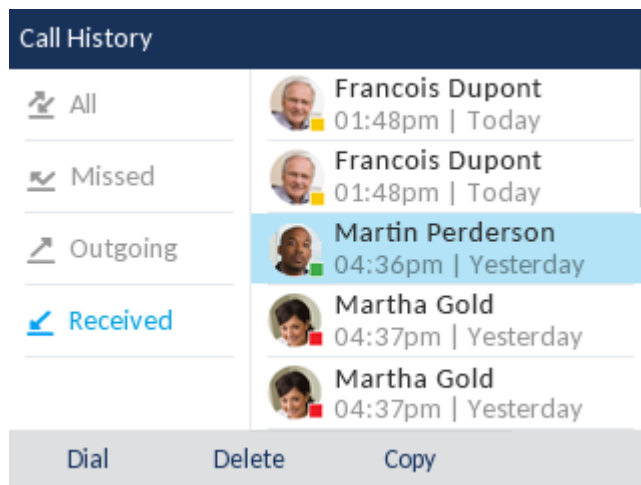 Call History
All
Missed
Outgoing
Received
Francois Dupont
01:48pm | Today
Francois Dupont
01:48pm | Today
Martin Perderson
04:36pm | Yesterday
Martha Gold
04:37pm | Yesterday
Martha Gold
04:37pm | Yesterday
Dial Delete Copy